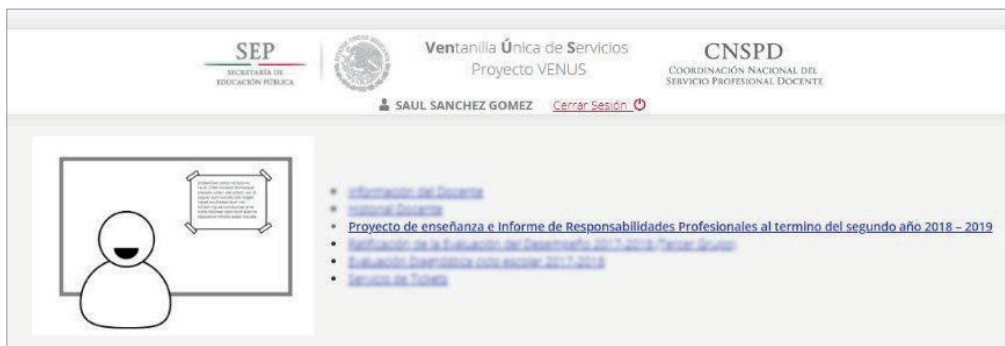 SEP
SECRETARÍA DE
EDUCACIÓN PÚBLICA
Ventanilla Única de Servicios
Proyecto VENUS
CNSPD
COORDINACIÓN NACIONAL DEL
SERVICIO PROFESIONAL DOCENTE
SAUL SANCHEZ GOMEZ Cerrar Sesión
Información del Docente
Historial Docente
Proyecto de enseñanza e Informe de Responsabilidades Profesionales al termino del segundo año 2018 – 2019
Ratificación de la Evaluación del Desempeño 2017-2018 (Tercer Grupo)
Evaluación Diagnóstica ciclo escolar 2017-2018
Servicio de Tickets